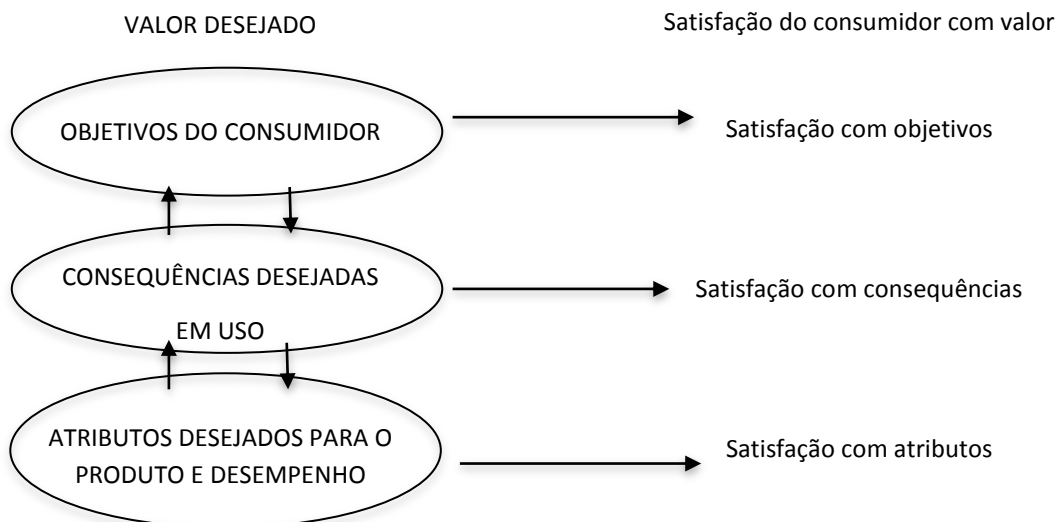 VALOR DESEJADO
Satisfação do consumidor com valor
OBJETIVOS DO CONSUMIDOR
Satisfação com objetivos
CONSEQUÊNCIAS DESEJADAS
EM USO
Satisfação com consequências
ATRIBUTOS DESEJADOS PARA O
PRODUTO E DESEMPENHO
Satisfação com atributos